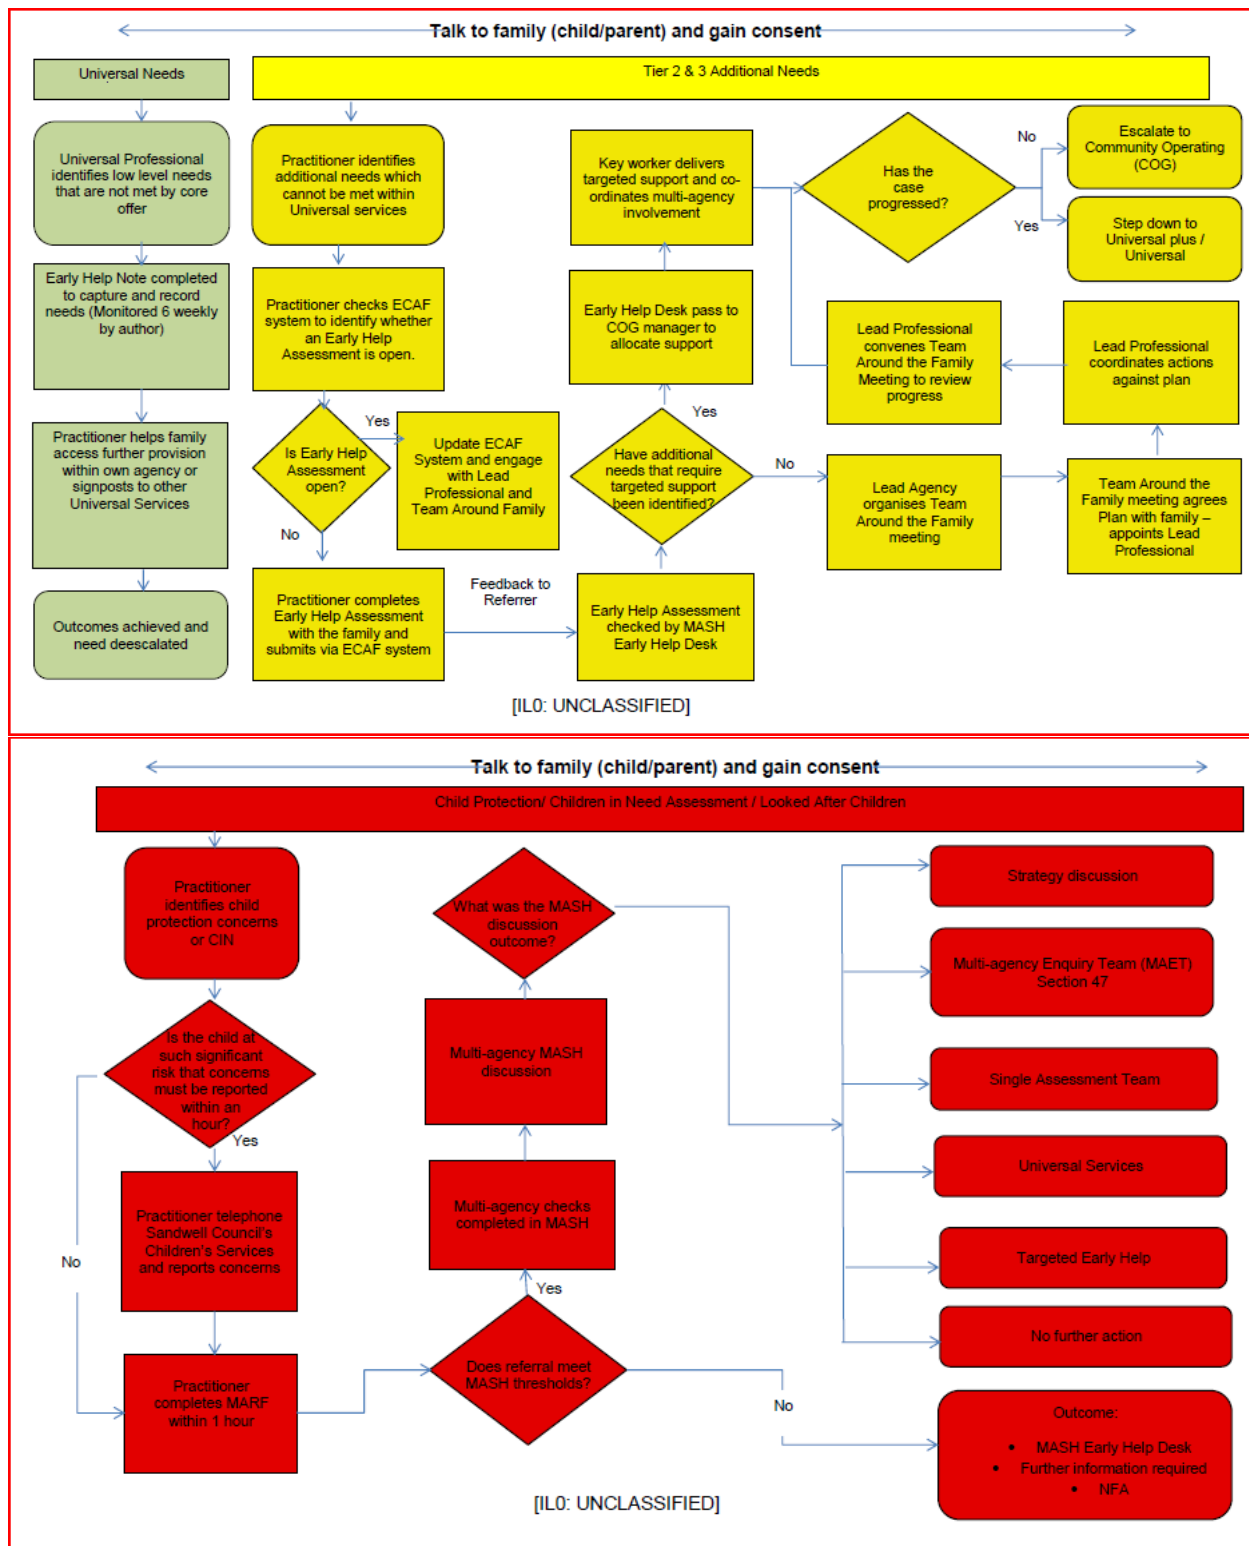 Talk to family (child/parent) and gain consent
Universal Needs
Tier 2 & 3 Additional Needs
Universal Professional
identifies low level needs
that are not met by core
offer
Early Help Note completed
to capture and record
needs (Monitored 6 weekly
by author)
Practitioner helps family
access further provision
within own agency or
signposts to other
Universal Services
Outcomes achieved and
need deescalated
Practitioner identifies
additional needs which
cannot be met within
Universal services
Practitioner checks ECAF
system to identify whether
an Early Help
Assessment is open.
Is Early Help
Assessment
open?
Yes
Update ECAF
System and engage
with Lead
Professional and
Team Around Family
No
Practitioner completes
Early Help Assessment
with the family and
submits via ECAF system
Feedback to
Referrer
Early Help Assessment
checked by MASH
Early Help Desk
Have additional
needs that require
targeted support
been identified?
Yes
Early Help Desk pass to
COG manager to
allocate support
Key worker delivers
targeted support and co-
ordinates multi-agency
involvement
No
Lead Agency
organises Team
Around the Family
meeting
Team Around the
Family meeting agrees
Plan with family –
appoints Lead
Professional
Lead Professional
coordinates actions
against plan
Lead Professional
convenes Team
Around the Family
Meeting to review
progress
Has the
case
progressed?
No
Escalate to
Community Operating
(COG)
Yes
Step down to
Universal plus /
Universal
[IL0: UNCLASSIFIED]
Talk to family (child/parent) and gain consent
Child Protection/ Children in Need Assessment / Looked After Children
Practitioner
identifies child
protection concerns
or CIN
Is the child at
such significant
risk that concerns
must be reported
within an
hour?
Yes
Practitioner telephone
Sandwell Council's
Children's Services
and reports concerns
No
Practitioner
completes MARF
within 1 hour
Does referral meet
MASH thresholds?
Yes
Multi-agency checks
completed in MASH
Multi-agency MASH
discussion
What was the MASH
discussion
outcome?
Strategy discussion
Multi-agency Enquiry Team (MAET)
Section 47
Single Assessment Team
Universal Services
Targeted Early Help
No further action
No
Outcome:
• MASH Early Help Desk
• Further information required
• NFA
[IL0: UNCLASSIFIED]